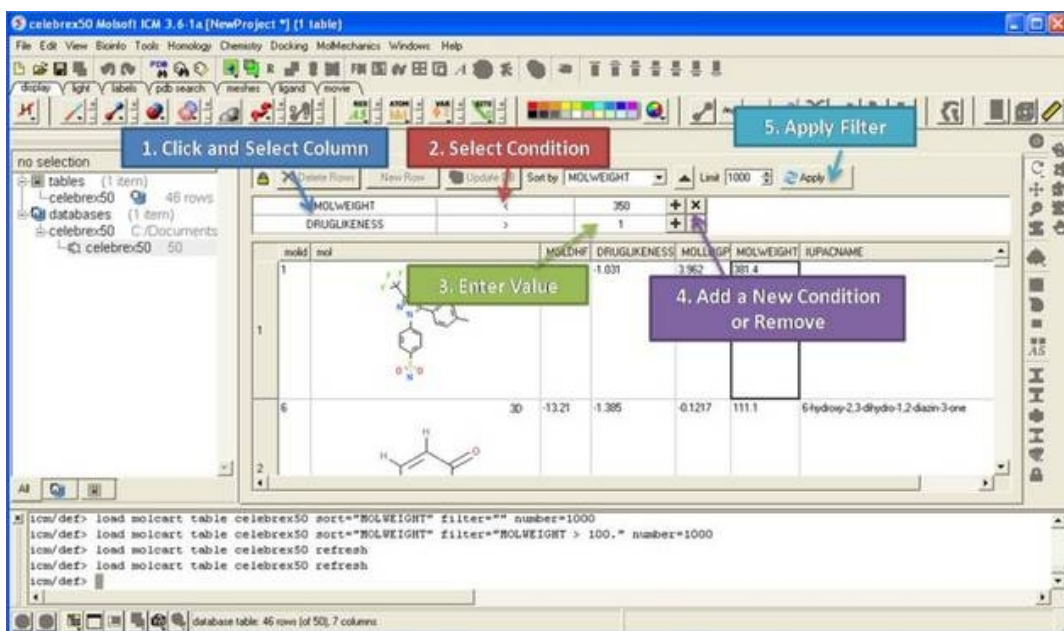 celebrex50 Molsoft ICM 3.6-1a [NewProject *] (1 table)
File Edit View Bioinfo Tools Homology Chemistry Docking MolMechanics Windows Help
display light labels pdb search meshes ligand movie
1. Click and Select Column
2. Select Condition
5. Apply Filter
no selection
Delete Rows New Row Update Sort by MOLWEIGHT Limit 1000 Apply
tables (1 item)
celebrex50 46 rows
databases (1 item)
celebrex50 C:/Documents
celebrex50 50
MOLWEIGHT < 350
DRUGLIKENESS > 1
molid mol MOLDHF DRUGLIKENESS MOLLOGP MOLWEIGHT IUPACNAME
1 -1.031 3.962 381.4
3. Enter Value
4. Add a New Condition
or Remove
1
6 3D -13.21 -1.385 -0.1217 111.1 6-hydroxy-2,3-dihydro-1,2-diazin-3-one
2
All
icm/def> load molcart table celebrex50 sort="MOLWEIGHT" filter="" number=1000
icm/def> load molcart table celebrex50 sort="MOLWEIGHT" filter="MOLWEIGHT > 100." number=1000
icm/def> load molcart table celebrex50 refresh
icm/def> load molcart table celebrex50 refresh
icm/def>
database table: 46 rows (of 50), 7 columns